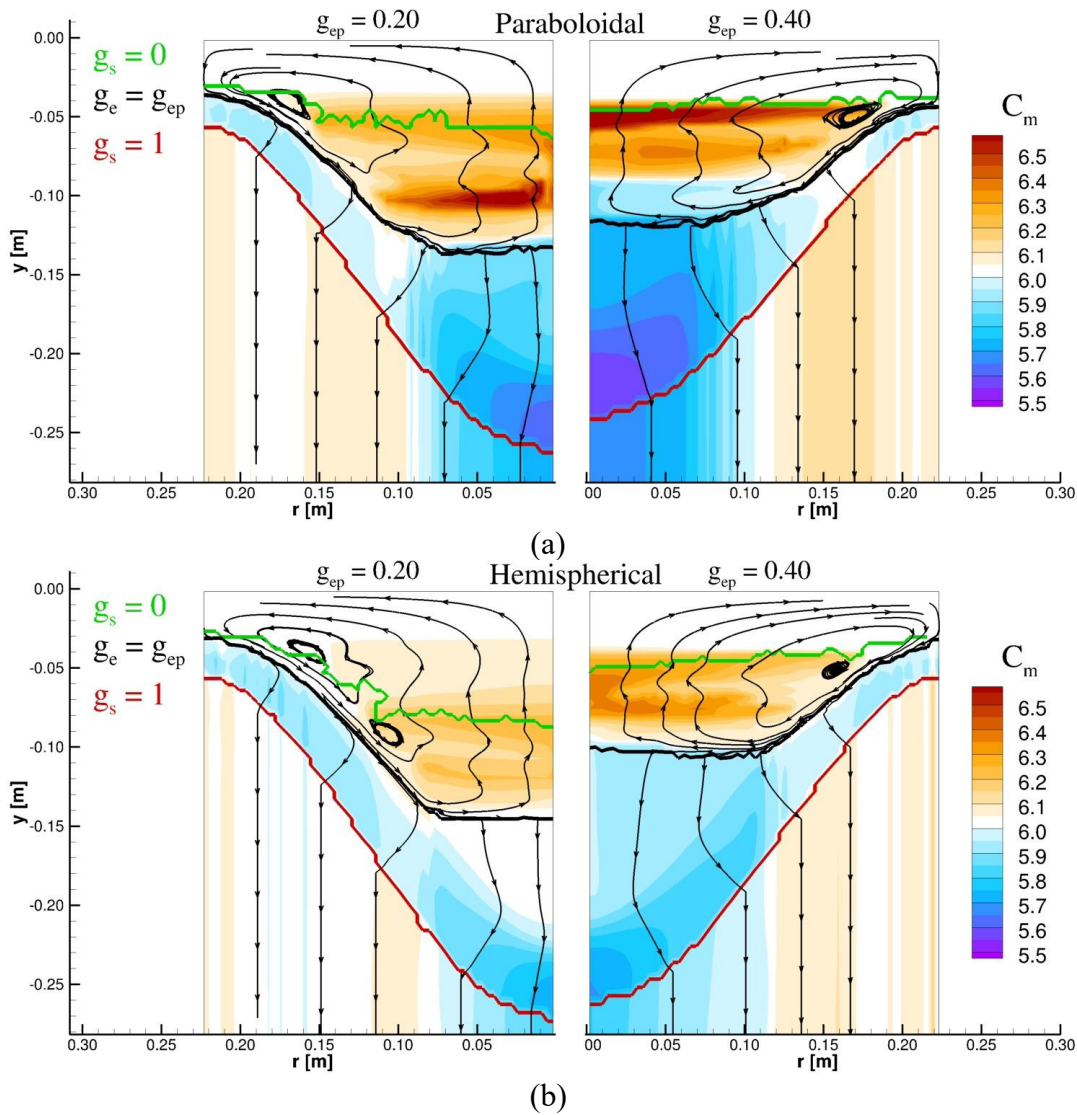 (a)
g_ep = 0.20 Paraboloidal g_ep = 0.40
g_s = 0
g_e = g_ep
g_s = 1
0.00
-0.05
-0.10
-0.15
-0.20
-0.25
y [m]
0.30 0.25 0.20 0.15 0.10 0.05
r [m]
00 0.05 0.10 0.15 0.20 0.25 0.30
r [m]
C_m
6.5
6.4
6.3
6.2
6.1
6.0
5.9
5.8
5.7
5.6
5.5
(a)
g_ep = 0.20 Hemispherical g_ep = 0.40
g_s = 0
g_e = g_ep
g_s = 1
0.00
-0.05
-0.10
-0.15
-0.20
-0.25
y [m]
0.30 0.25 0.20 0.15 0.10 0.05
r [m]
00 0.05 0.10 0.15 0.20 0.25 0.30
r [m]
C_m
6.5
6.4
6.3
6.2
6.1
6.0
5.9
5.8
5.7
5.6
5.5
(b)